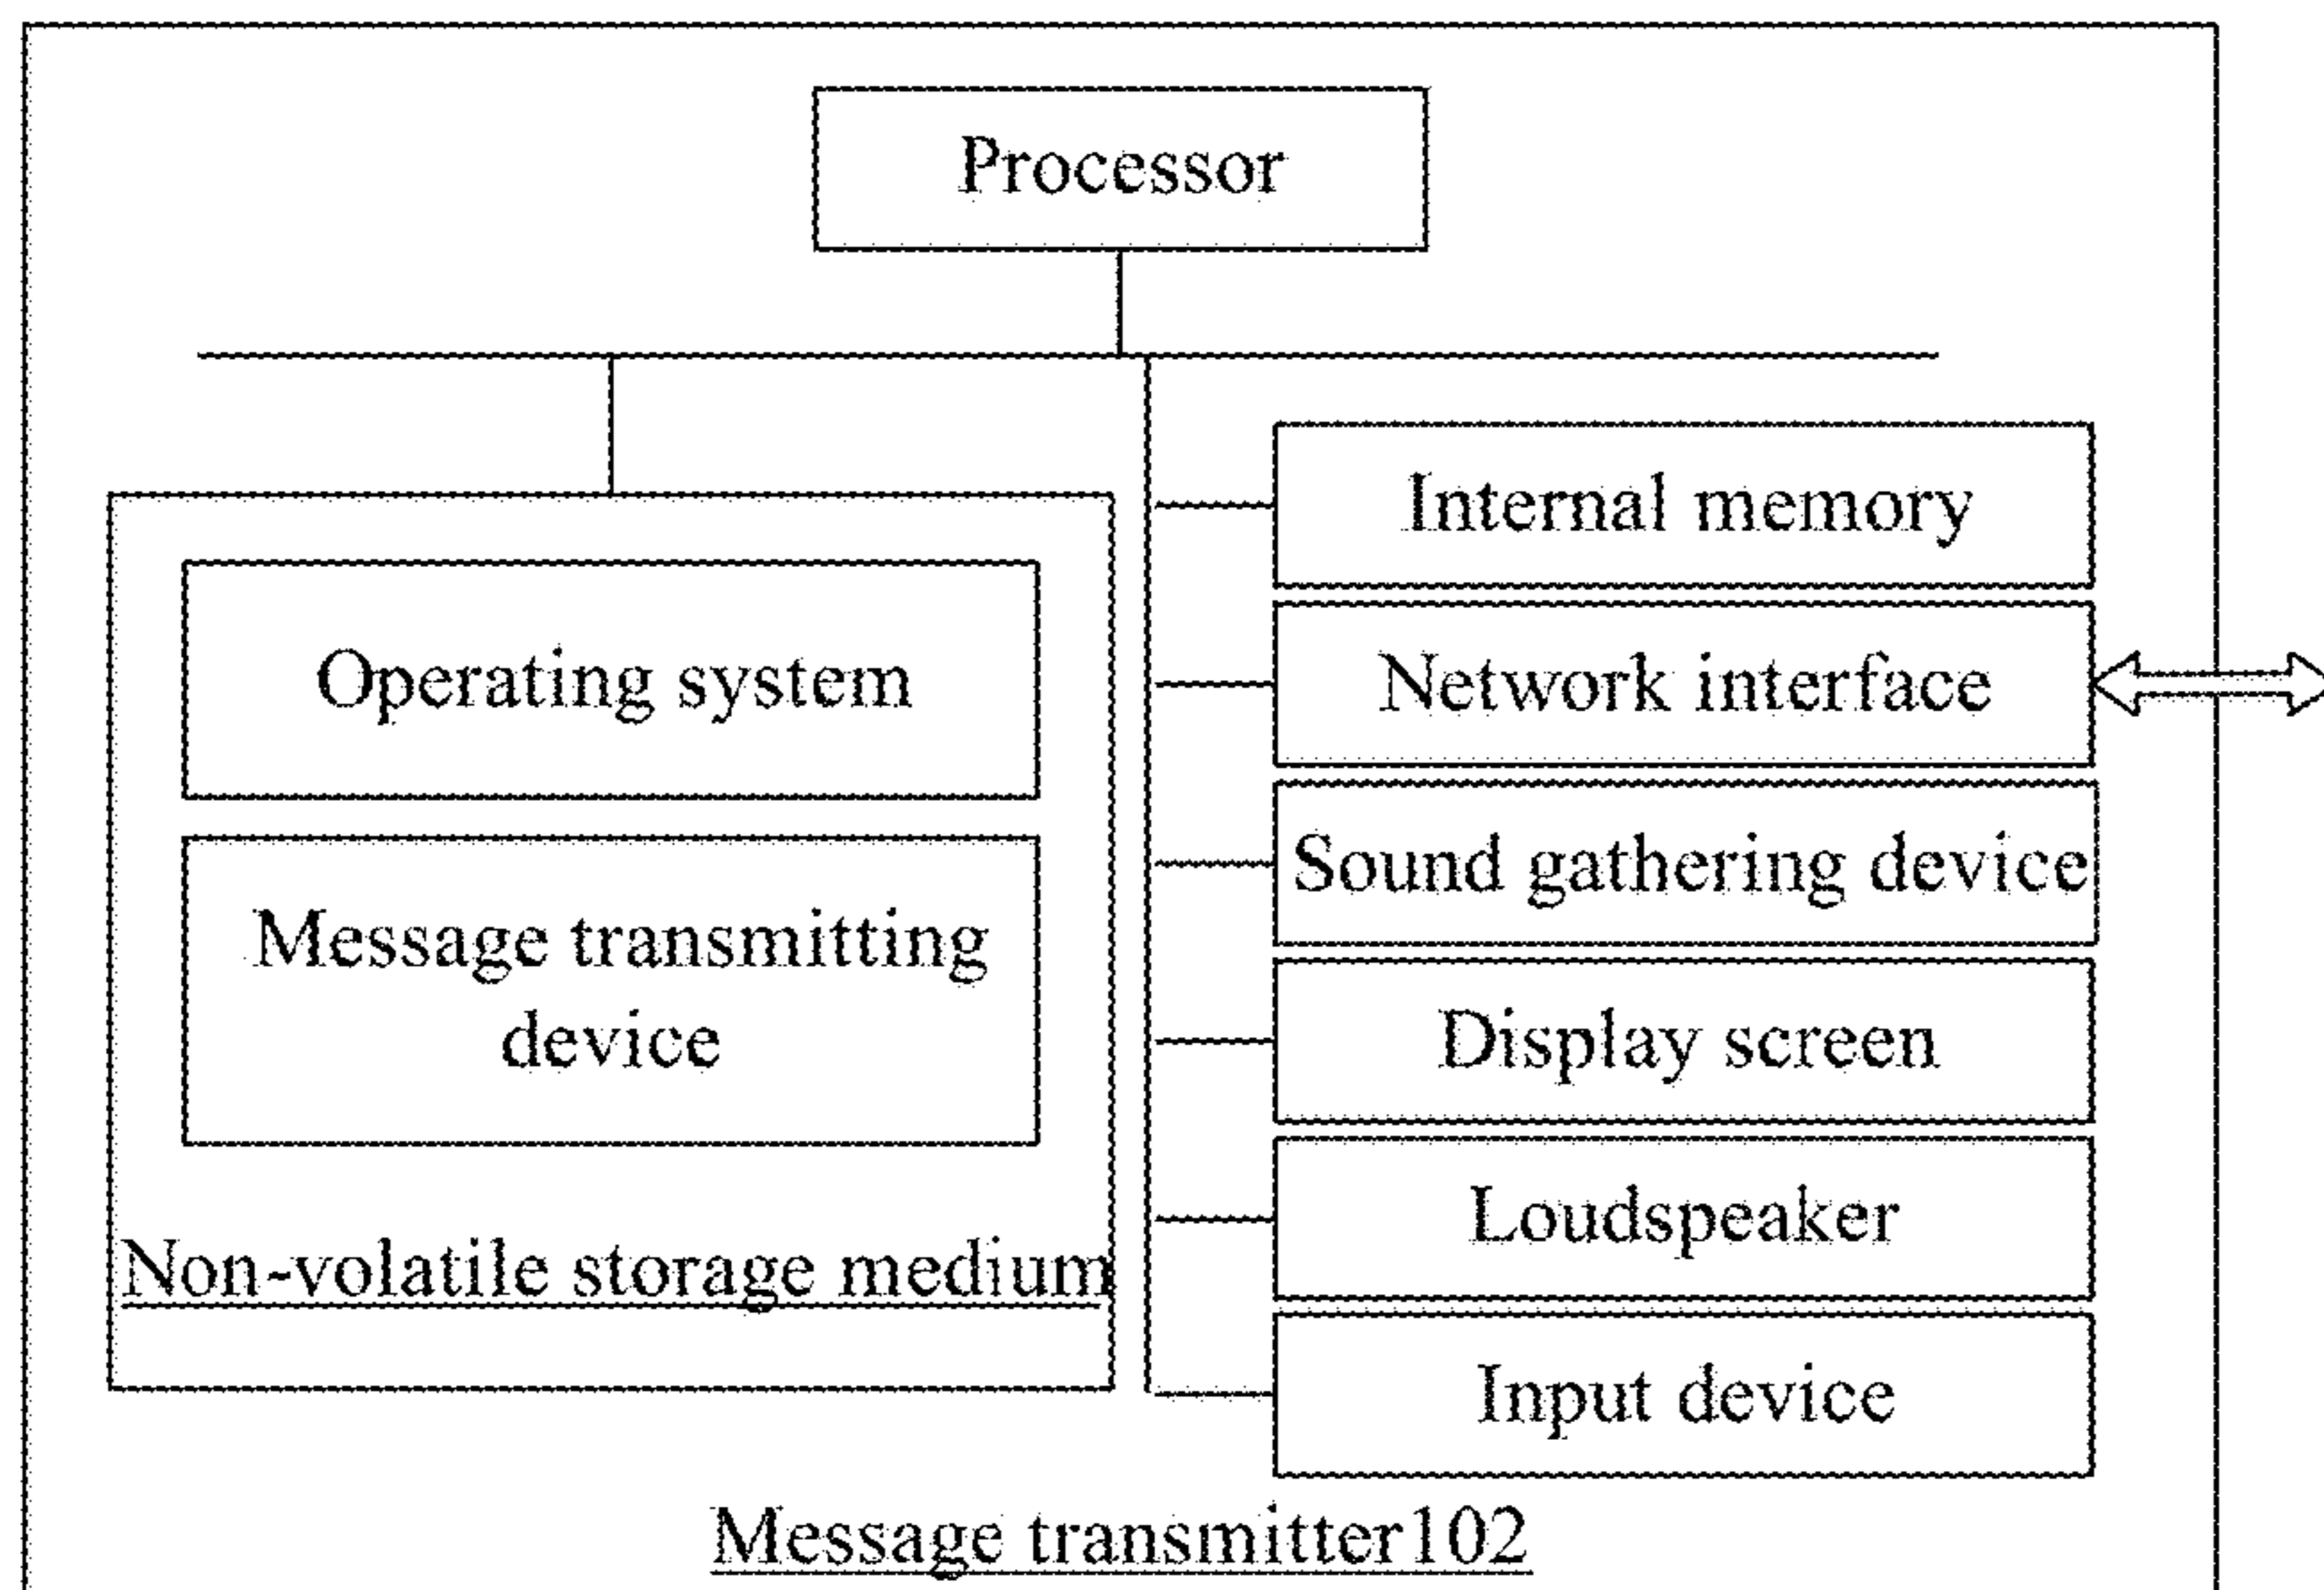 Processor
Operating system
Message transmitting
device
Non-volatile storage medium
Internal memory
Network interface
Sound gathering device
Display screen
Loudspeaker
Input device
Message transmitter102